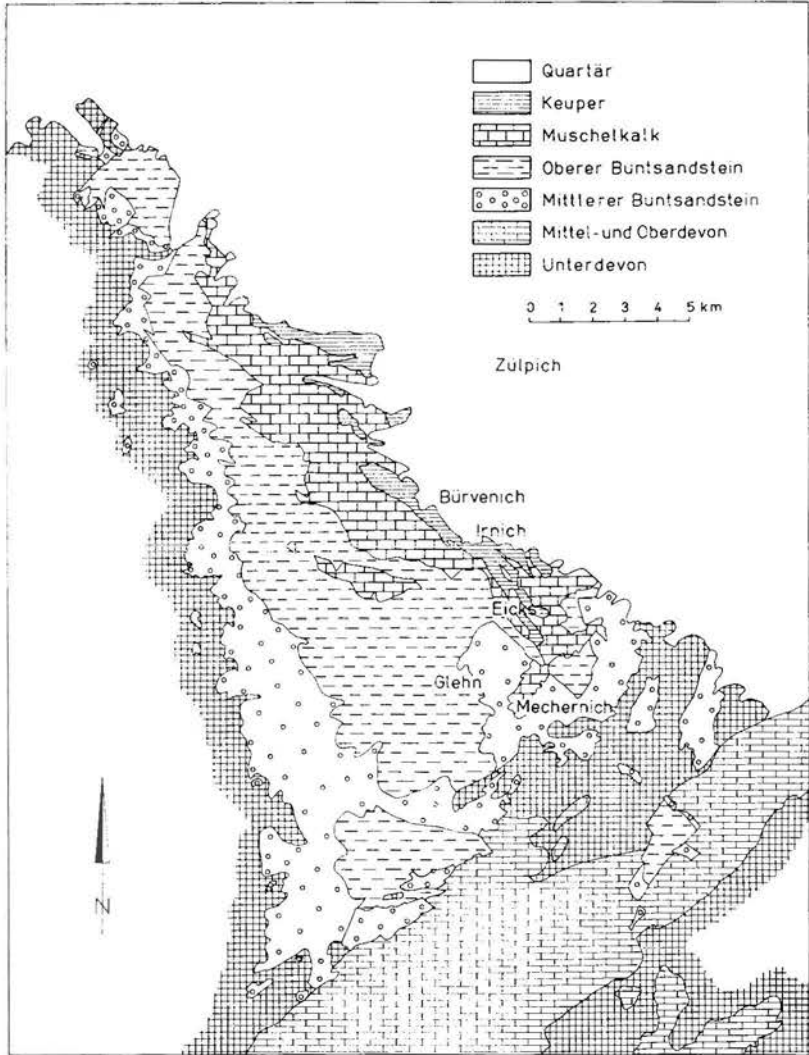 Quartär
Keuper
Muschelkalk
Oberer Buntsandstein
Mittlerer Buntsandstein
Mittel-und Oberdevon
Unterdevon
0 1 2 3 4 5 km
Zülpich
Bürvenich
Irnich
Eicks
Glehn
Mechernich
N